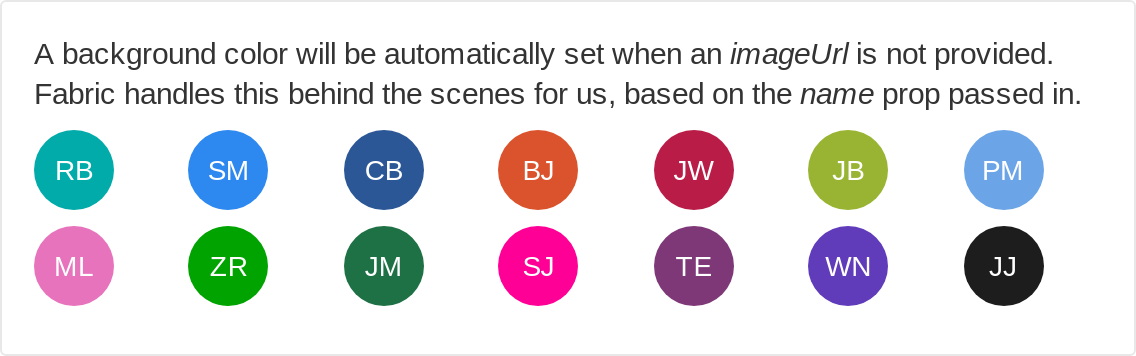 A background color will be automatically set when an imageUrl is not provided.
Fabric handles this behind the scenes for us, based on the name prop passed in.
RB SM CB BJ JW JB PM
ML ZR JM SJ TE WN JJ